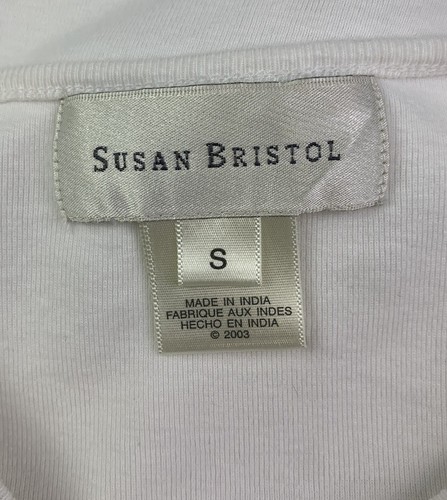 SUSAN BRISTOL
S
MADE IN INDIA
FABRIQUE AUX INDES
HECHO EN INDIA
© 2003